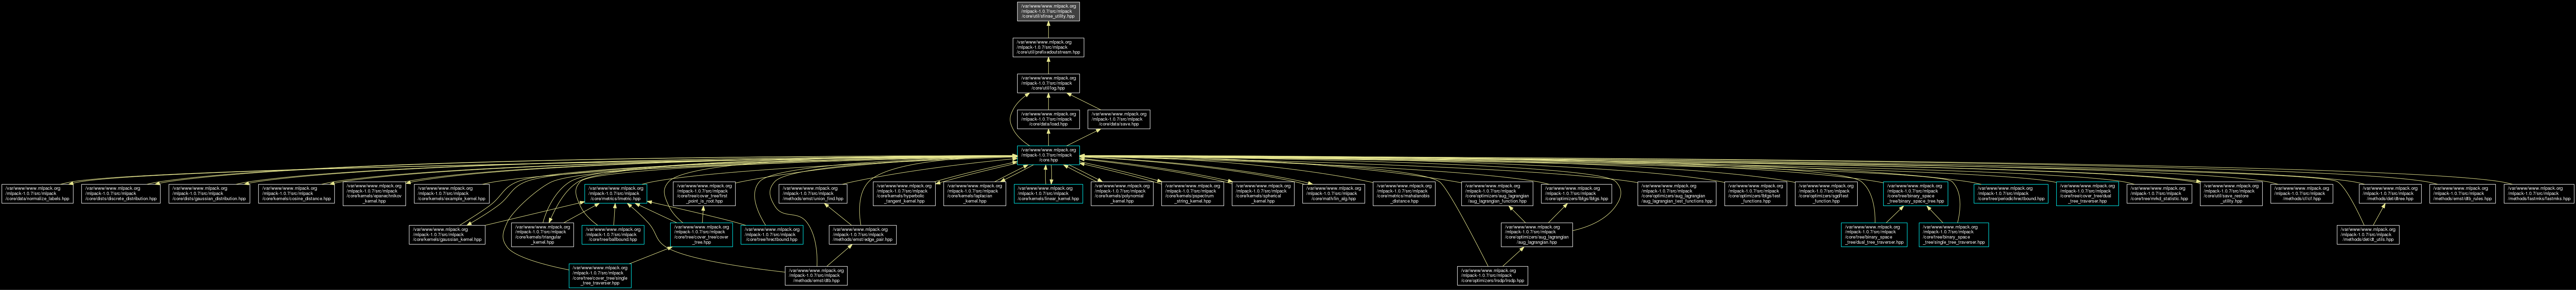 /var/www/www.mlpack.org
/mlpack-1.0.7/src/mlpack
/core/util/sfinae_utility.hpp
/var/www/www.mlpack.org
/mlpack-1.0.7/src/mlpack
/core/util/prefixedoutstream.hpp
/var/www/www.mlpack.org
/mlpack-1.0.7/src/mlpack
/core/util/log.hpp
/var/www/www.mlpack.org
/mlpack-1.0.7/src/mlpack
/core/data/load.hpp
/var/www/www.mlpack.org
/mlpack-1.0.7/src/mlpack
/core/data/save.hpp
/var/www/www.mlpack.org
/mlpack-1.0.7/src/mlpack
/core.hpp
/var/www/www.mlpack.org
/mlpack-1.0.7/src/mlpack
/core/data/normalize_labels.hpp
/var/www/www.mlpack.org
/mlpack-1.0.7/src/mlpack
/core/dists/discrete_distribution.hpp
/var/www/www.mlpack.org
/mlpack-1.0.7/src/mlpack
/core/dists/gaussian_distribution.hpp
/var/www/www.mlpack.org
/mlpack-1.0.7/src/mlpack
/core/kernels/cosine_distance.hpp
/var/www/www.mlpack.org
/mlpack-1.0.7/src/mlpack
/core/kernels/epanechnikov
_kernel.hpp
/var/www/www.mlpack.org
/mlpack-1.0.7/src/mlpack
/core/kernels/example_kernel.hpp
/var/www/www.mlpack.org
/mlpack-1.0.7/src/mlpack
/core/metrics/lmetric.hpp
/var/www/www.mlpack.org
/mlpack-1.0.7/src/mlpack
/core/tree/cover_tree/first
_point_is_root.hpp
/var/www/www.mlpack.org
/mlpack-1.0.7/src/mlpack
/methods/emst/union_find.hpp
/var/www/www.mlpack.org
/mlpack-1.0.7/src/mlpack
/core/kernels/hyperbolic
_tangent_kernel.hpp
/var/www/www.mlpack.org
/mlpack-1.0.7/src/mlpack
/core/kernels/laplacian
_kernel.hpp
/var/www/www.mlpack.org
/mlpack-1.0.7/src/mlpack
/core/kernels/linear_kernel.hpp
/var/www/www.mlpack.org
/mlpack-1.0.7/src/mlpack
/core/kernels/polynomial
_kernel.hpp
/var/www/www.mlpack.org
/mlpack-1.0.7/src/mlpack
/core/kernels/pspectrum
_string_kernel.hpp
/var/www/www.mlpack.org
/mlpack-1.0.7/src/mlpack
/core/kernels/spherical
_kernel.hpp
/var/www/www.mlpack.org
/mlpack-1.0.7/src/mlpack
/core/math/lin_alg.hpp
/var/www/www.mlpack.org
/mlpack-1.0.7/src/mlpack
/core/metrics/mahalanobis
_distance.hpp
/var/www/www.mlpack.org
/mlpack-1.0.7/src/mlpack
/core/optimizers/aug_lagrangian
/aug_lagrangian_function.hpp
/var/www/www.mlpack.org
/mlpack-1.0.7/src/mlpack
/core/optimizers/lbfgs/lbfgs.hpp
/var/www/www.mlpack.org
/mlpack-1.0.7/src/mlpack
/core/optimizers/aug_lagrangian
/aug_lagrangian_test_functions.hpp
/var/www/www.mlpack.org
/mlpack-1.0.7/src/mlpack
/core/optimizers/lbfgs/test
_functions.hpp
/var/www/www.mlpack.org
/mlpack-1.0.7/src/mlpack
/core/optimizers/sgd/test
_function.hpp
/var/www/www.mlpack.org
/mlpack-1.0.7/src/mlpack
/core/tree/binary_space
_tree/binary_space_tree.hpp
/var/www/www.mlpack.org
/mlpack-1.0.7/src/mlpack
/core/tree/periodichrectbound.hpp
/var/www/www.mlpack.org
/mlpack-1.0.7/src/mlpack
/core/tree/cover_tree/dual
_tree_traverser.hpp
/var/www/www.mlpack.org
/mlpack-1.0.7/src/mlpack
/core/tree/mrkd_statistic.hpp
/var/www/www.mlpack.org
/mlpack-1.0.7/src/mlpack
/core/util/save_restore
_utility.hpp
/var/www/www.mlpack.org
/mlpack-1.0.7/src/mlpack
/methods/cf/cf.hpp
/var/www/www.mlpack.org
/mlpack-1.0.7/src/mlpack
/methods/det/dtree.hpp
/var/www/www.mlpack.org
/mlpack-1.0.7/src/mlpack
/methods/emst/dtb_rules.hpp
/var/www/www.mlpack.org
/mlpack-1.0.7/src/mlpack
/methods/fastmks/fastmks.hpp
/var/www/www.mlpack.org
/mlpack-1.0.7/src/mlpack
/core/kernels/gaussian_kernel.hpp
/var/www/www.mlpack.org
/mlpack-1.0.7/src/mlpack
/core/kernels/triangular
_kernel.hpp
/var/www/www.mlpack.org
/mlpack-1.0.7/src/mlpack
/core/tree/ballbound.hpp
/var/www/www.mlpack.org
/mlpack-1.0.7/src/mlpack
/core/tree/cover_tree/cover
_tree.hpp
/var/www/www.mlpack.org
/mlpack-1.0.7/src/mlpack
/core/tree/hrectbound.hpp
/var/www/www.mlpack.org
/mlpack-1.0.7/src/mlpack
/methods/emst/edge_pair.hpp
/var/www/www.mlpack.org
/mlpack-1.0.7/src/mlpack
/core/optimizers/aug_lagrangian
/aug_lagrangian.hpp
/var/www/www.mlpack.org
/mlpack-1.0.7/src/mlpack
/core/tree/binary_space
_tree/dual_tree_traverser.hpp
/var/www/www.mlpack.org
/mlpack-1.0.7/src/mlpack
/core/tree/binary_space
_tree/single_tree_traverser.hpp
/var/www/www.mlpack.org
/mlpack-1.0.7/src/mlpack
/methods/det/dt_utils.hpp
/var/www/www.mlpack.org
/mlpack-1.0.7/src/mlpack
/core/tree/cover_tree/single
_tree_traverser.hpp
/var/www/www.mlpack.org
/mlpack-1.0.7/src/mlpack
/methods/emst/dtb.hpp
/var/www/www.mlpack.org
/mlpack-1.0.7/src/mlpack
/core/optimizers/lrsdp/lrsdp.hpp